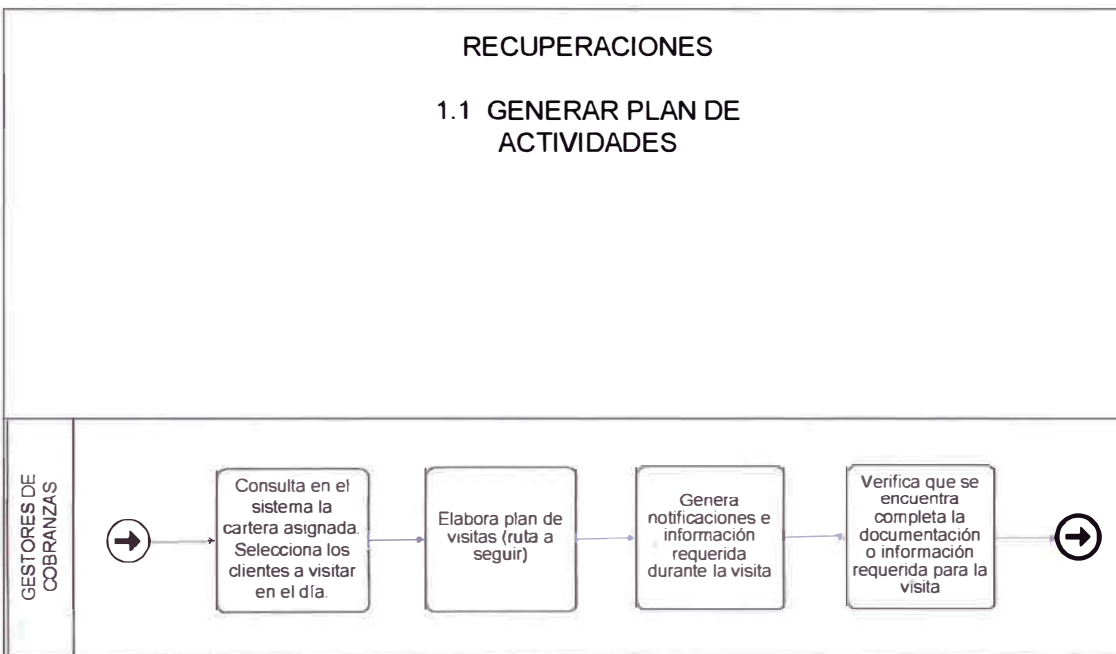 RECUPERACIONES
1.1 GENERAR PLAN DE
ACTIVIDADES
GESTORES DE
COBRANZAS
Consulta en el
sistema la
cartera asignada.
Selecciona los
clientes a visitar
en el día.
Elabora plan de
visitas (ruta a
seguir)
Genera
notificaciones e
información
requerida
durante la visita
Verifica que se
encuentra
completa la
documentación
o información
requerida para la
visita